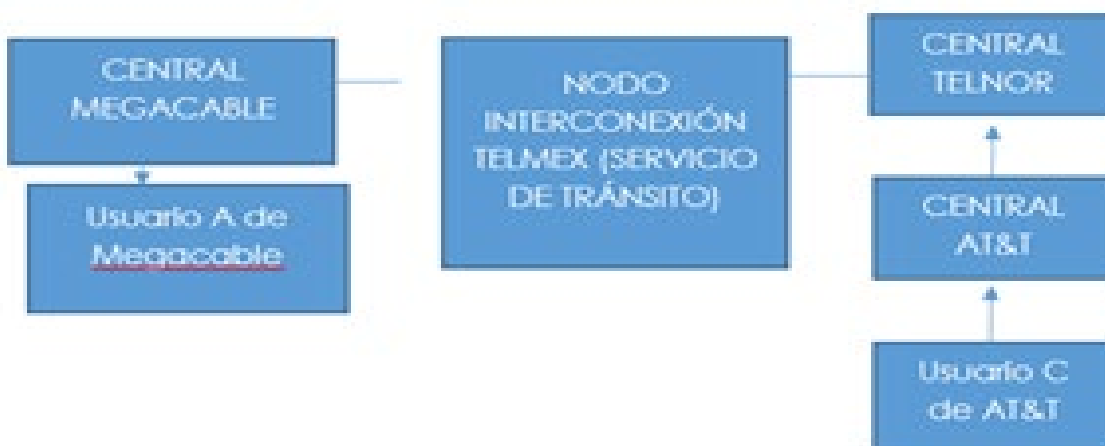 CENTRAL
MEGACABLE
Usuario A de
Megacable
NODO
INTERCONEXIÓN
TELMEX (SERVICIO
DE TRÁNSITO)
CENTRAL
TELNOR
CENTRAL
AT&T
Usuario C
de AT&T